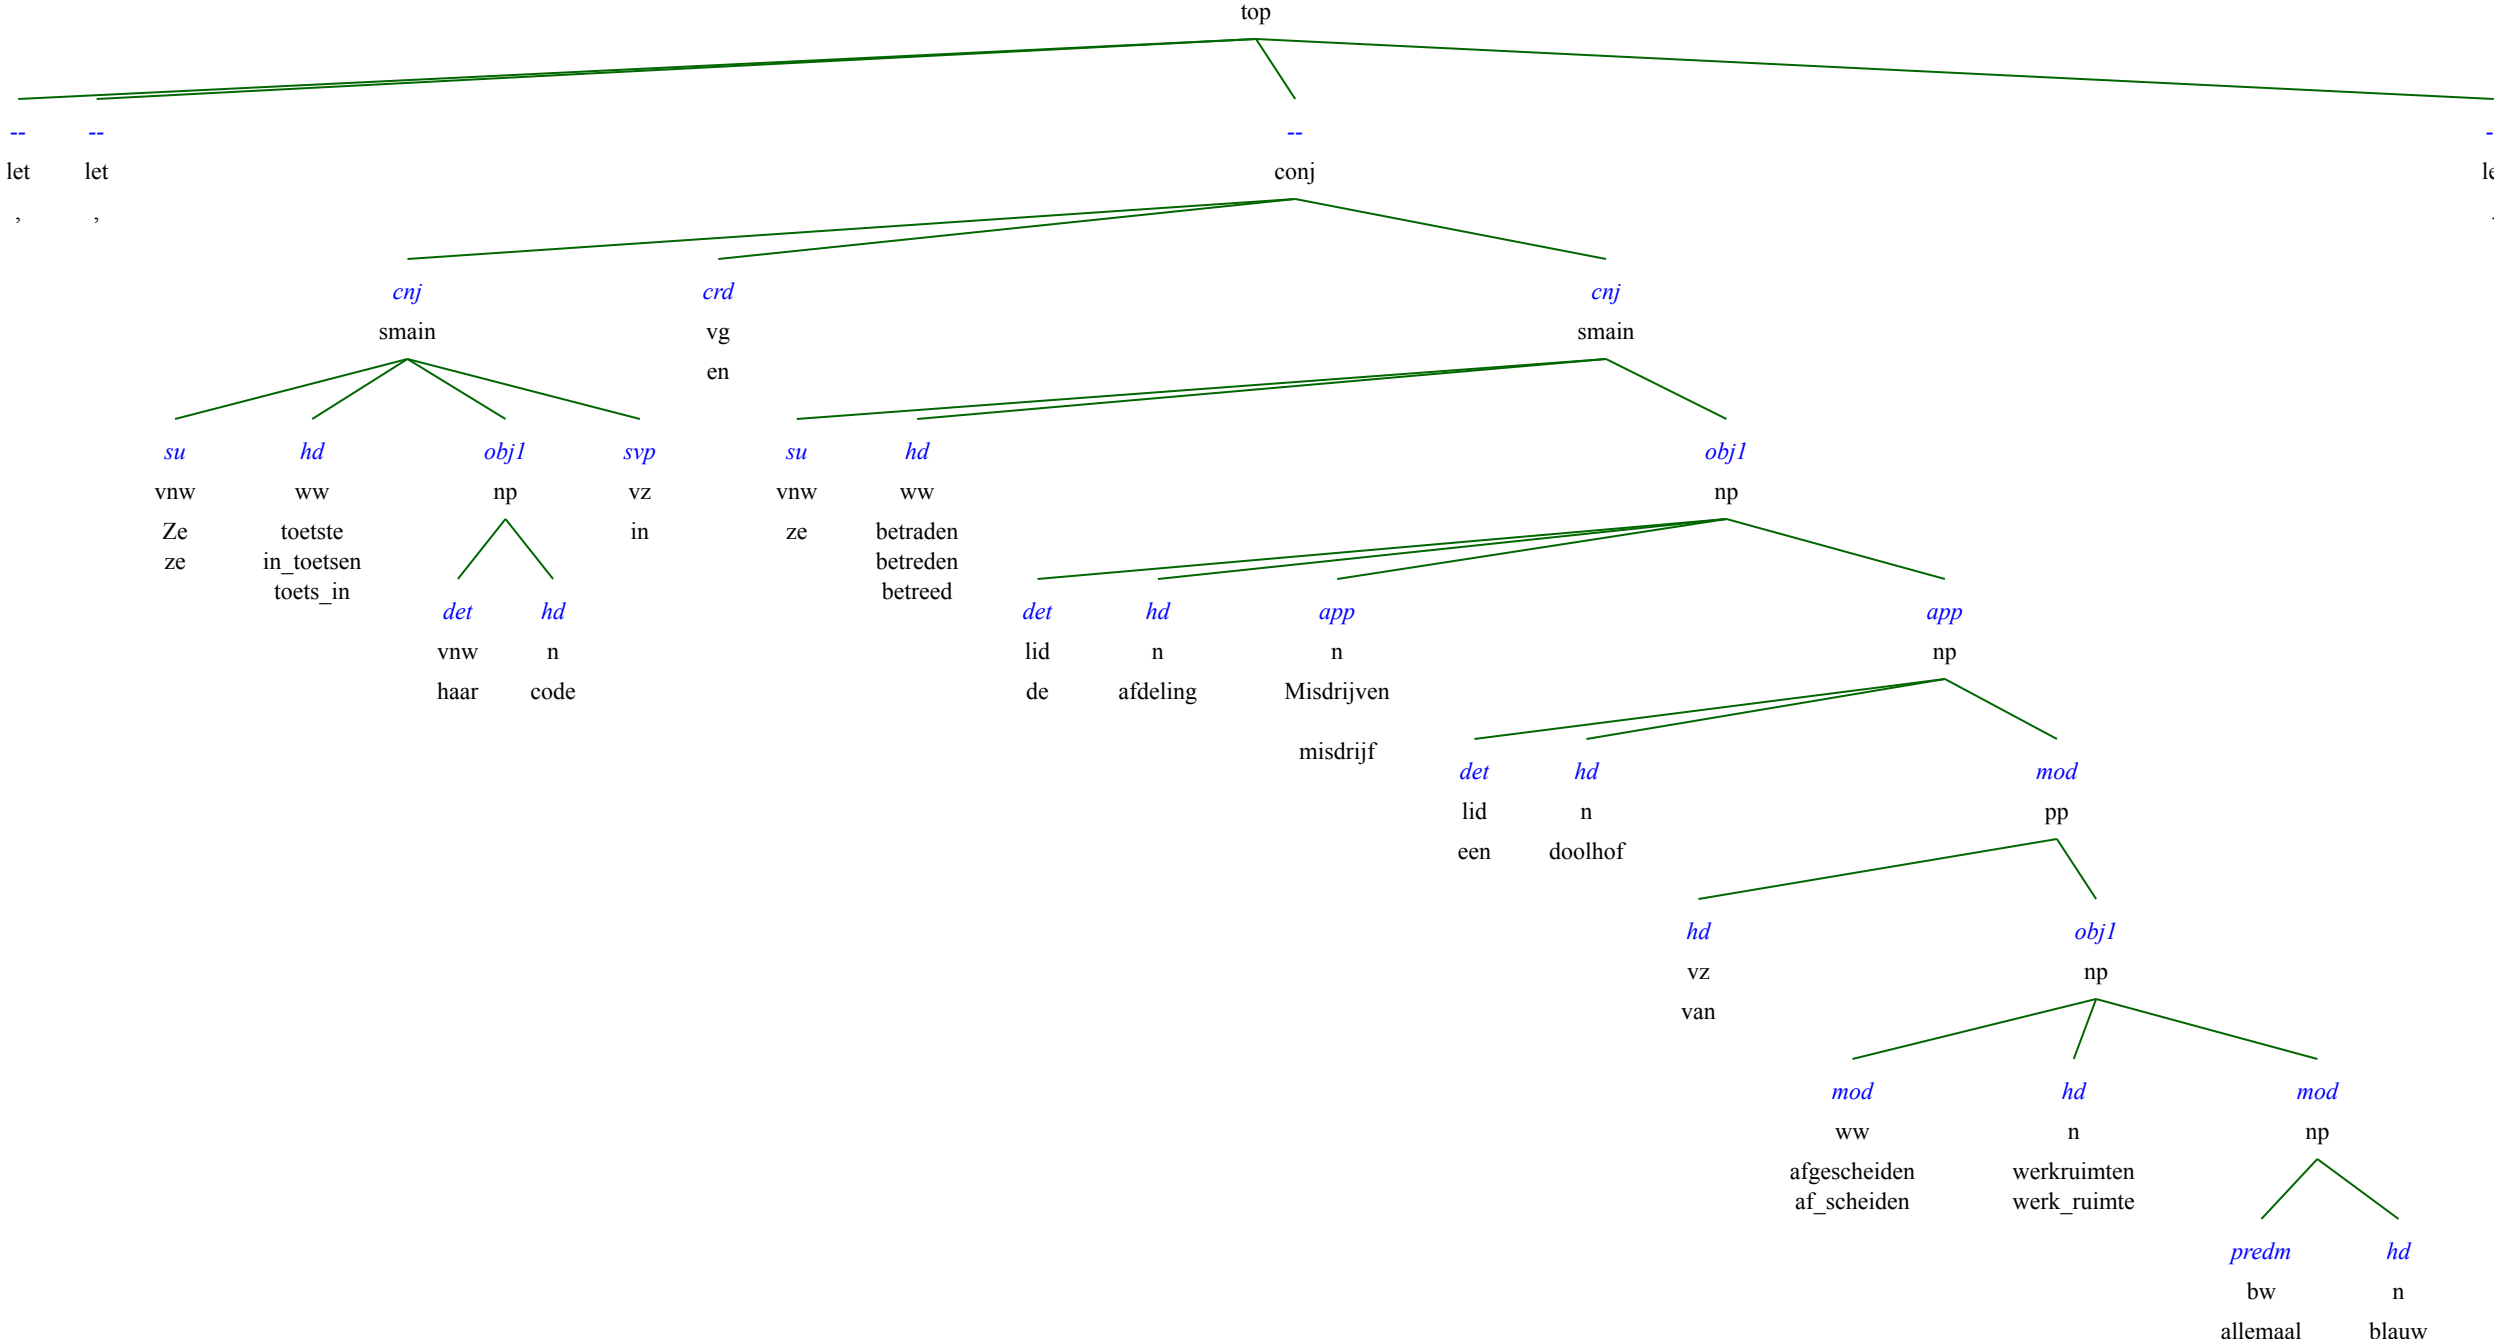 top
-- -- -- -
let let conj le
, , .
cnj crd cnj
smain vg smain
en
su hd obj1 svp su hd obj1
vnw ww np vz vnw ww np
Ze toetste in ze betraden
ze in_toetsen betreden
toets_in betreed
det hd det hd app app
vnw n lid n n np
haar code de afdeling Misdrijven
misdrijf
det hd mod
lid n pp
een doolhof
hd obj1
vz np
van
mod hd mod
ww n np
afgescheiden werkruimten
af_scheiden werk_ruimte
predm hd
bw n
allemaal blauw